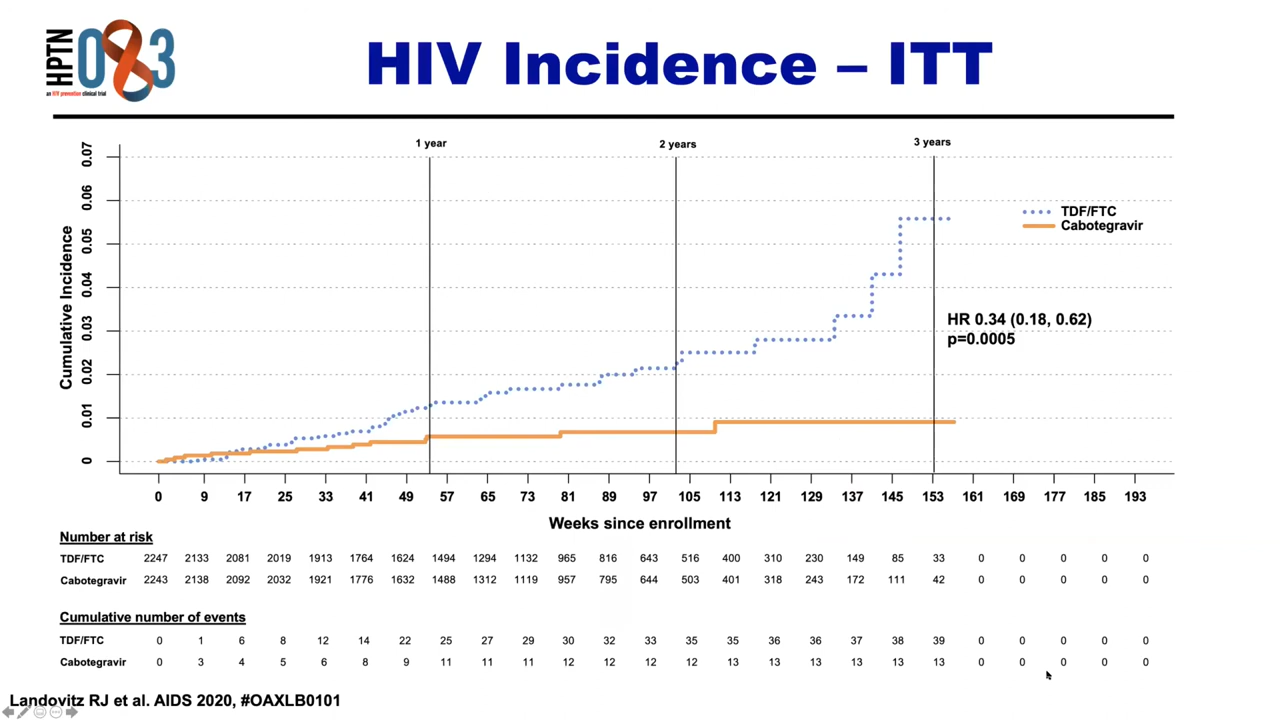 HPTN 083
an HIV prevention clinical trial
HIV Incidence – ITT
1 year
2 years
3 years
0.07
0.06
0.05
0.04
0.03
0.02
0.01
0
Cumulative Incidence
TDF/FTC
Cabotegravir
HR 0.34 (0.18, 0.62)
p=0.0005
0 9 17 25 33 41 49 57 65 73 81 89 97 105 113 121 129 137 145 153 161 169 177 185 193
Weeks since enrollment
Number at risk
TDF/FTC 2247 2133 2081 2019 1913 1764 1624 1494 1294 1132 965 816 643 516 400 310 230 149 85 33 0 0 0 0 0
Cabotegravir 2243 2138 2092 2032 1921 1776 1632 1488 1312 1119 957 795 644 503 401 318 243 172 111 42 0 0 0 0 0
Cumulative number of events
TDF/FTC 0 1 6 8 12 14 22 25 27 29 30 32 33 35 35 36 36 37 38 39 0 0 0 0 0
Cabotegravir 0 3 4 5 6 8 9 11 11 11 12 12 12 12 13 13 13 13 13 13 0 0 0 0 0
Landovitz RJ et al. AIDS 2020, #OAXLB0101